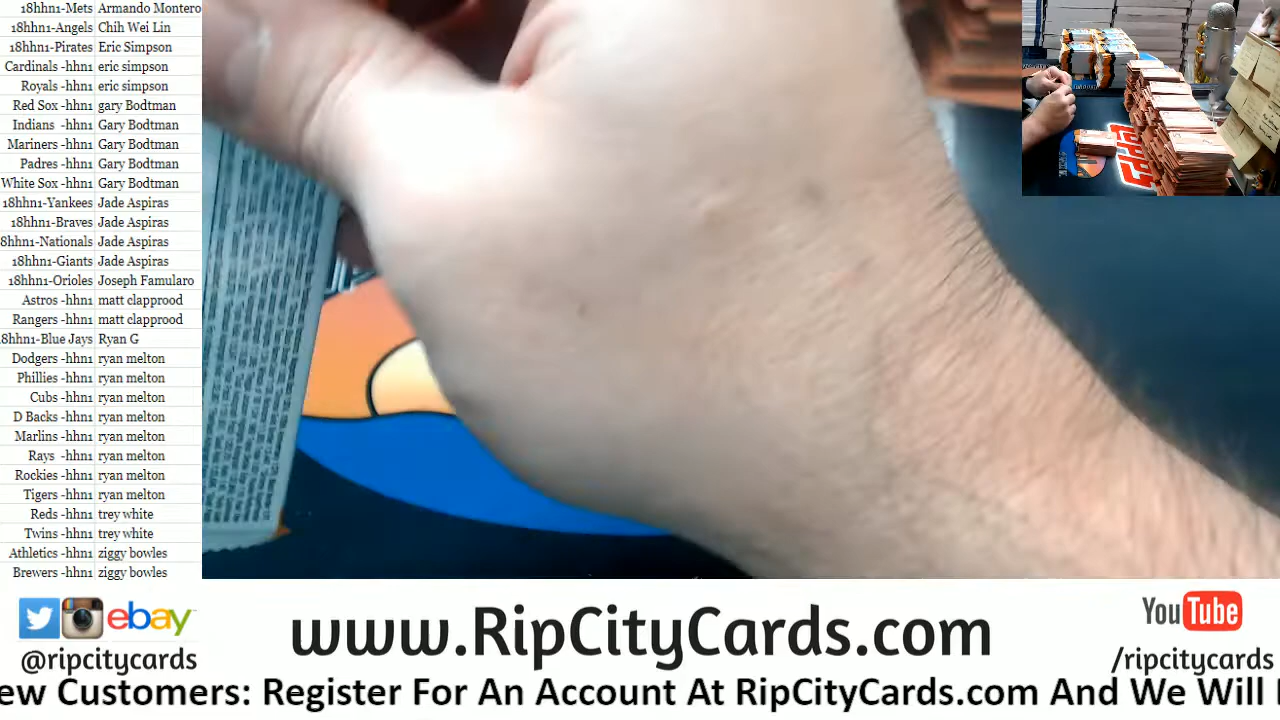 18hhn1-Mets Armando Montero
18hhn1-Angels Chih Wei Lin
18hhn1-Pirates Eric Simpson
Cardinals -hhn1 eric simpson
Royals -hhn1 eric simpson
Red Sox -hhn1 gary Bodtman
Indians -hhn1 Gary Bodtman
Mariners -hhn1 Gary Bodtman
Padres -hhn1 Gary Bodtman
White Sox -hhn1 Gary Bodtman
18hhn1-Yankees Jade Aspiras
18hhn1-Braves Jade Aspiras
8hhn1-Nationals Jade Aspiras
18hhn1-Giants Jade Aspiras
18hhn1-Orioles Joseph Famularo
Astros -hhn1 matt clapprood
Rangers -hhn1 matt clapprood
8hhn1-Blue Jays Ryan G
Dodgers -hhn1 ryan melton
Phillies -hhn1 ryan melton
Cubs -hhn1 ryan melton
D Backs -hhn1 ryan melton
Marlins -hhn1 ryan melton
Rays -hhn1 ryan melton
Rockies -hhn1 ryan melton
Tigers -hhn1 ryan melton
Reds -hhn1 trey white
Twins -hhn1 trey white
Athletics -hhn1 ziggy bowles
Brewers -hhn1 ziggy bowles
topps
ebay
@ripcitycards
www.RipCityCards.com
YouTube
/ripcitycards
ew Customers: Register For An Account At RipCityCards.com And We Will